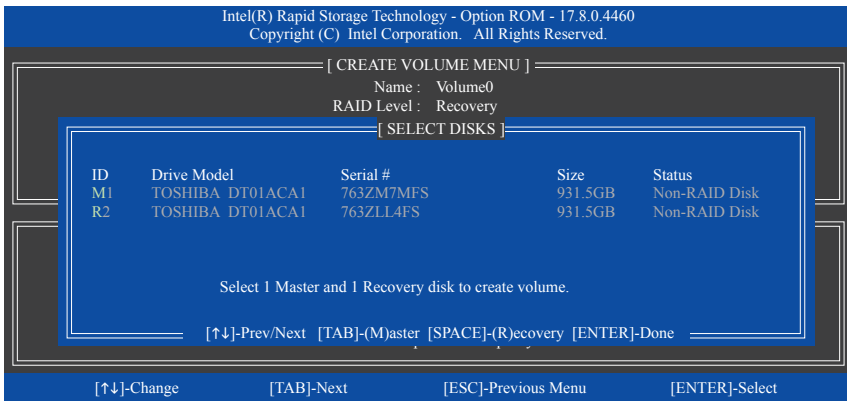 Intel(R) Rapid Storage Technology - Option ROM - 17.8.0.4460
Copyright (C) Intel Corporation. All Rights Reserved.
[ CREATE VOLUME MENU ]
Name : Volume0
RAID Level : Recovery
[ SELECT DISKS ]
ID Drive Model Serial # Size Status
M1 TOSHIBA DT01ACA1 763ZM7MFS 931.5GB Non-RAID Disk
R2 TOSHIBA DT01ACA1 763ZLL4FS 931.5GB Non-RAID Disk
Select 1 Master and 1 Recovery disk to create volume.
[↑↓]-Prev/Next [TAB]-(M)aster [SPACE]-(R)ecovery [ENTER]-Done
[↑↓]-Change [TAB]-Next [ESC]-Previous Menu [ENTER]-Select